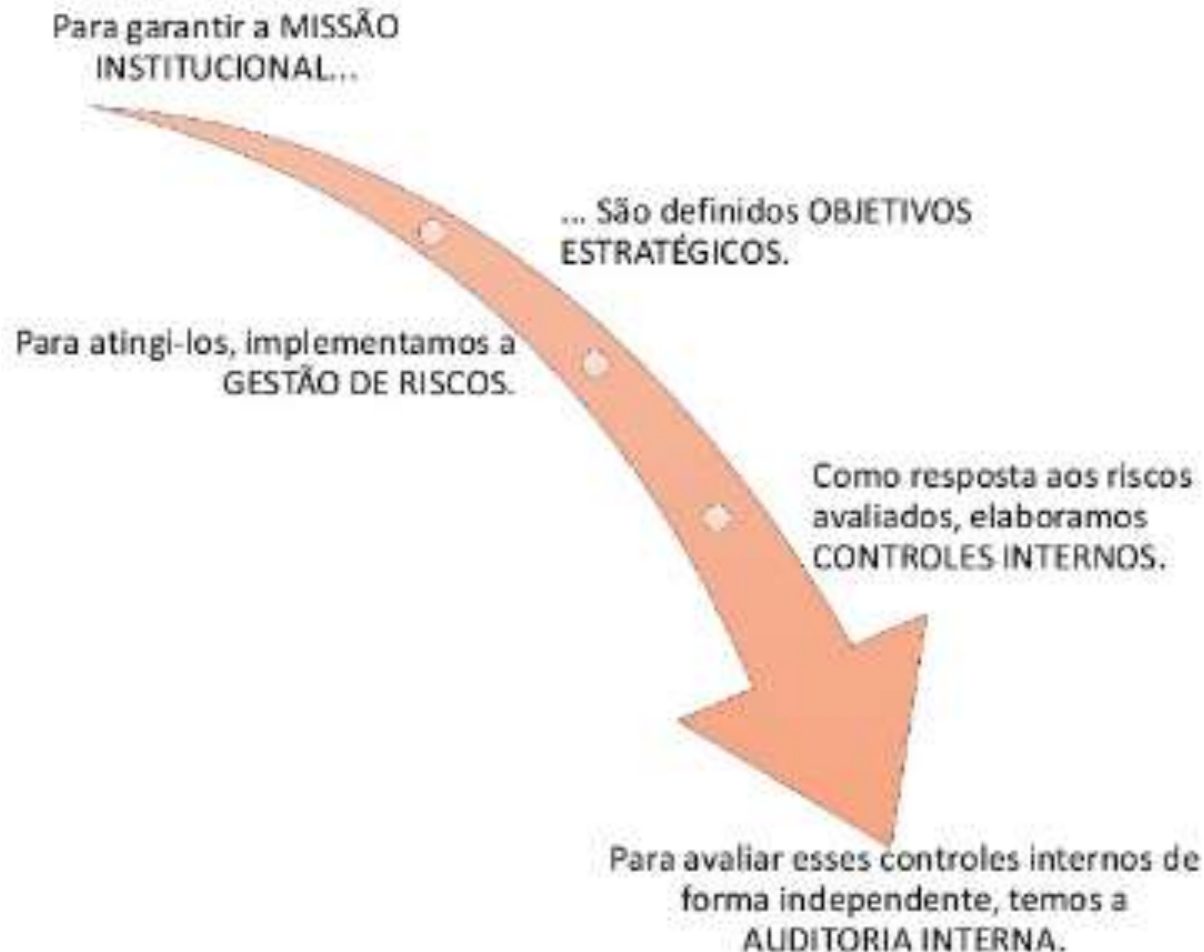 Para garantir a MISSÃO
INSTITUCIONAL...
... São definidos OBJETIVOS
ESTRATÉGICOS.
Para atingi-los, implementamos a
GESTÃO DE RISCOS.
Como resposta aos riscos
avaliados, elaboramos
CONTROLES INTERNOS.
Para avaliar esses controles internos de
forma independente, temos a
AUDITORIA INTERNA.